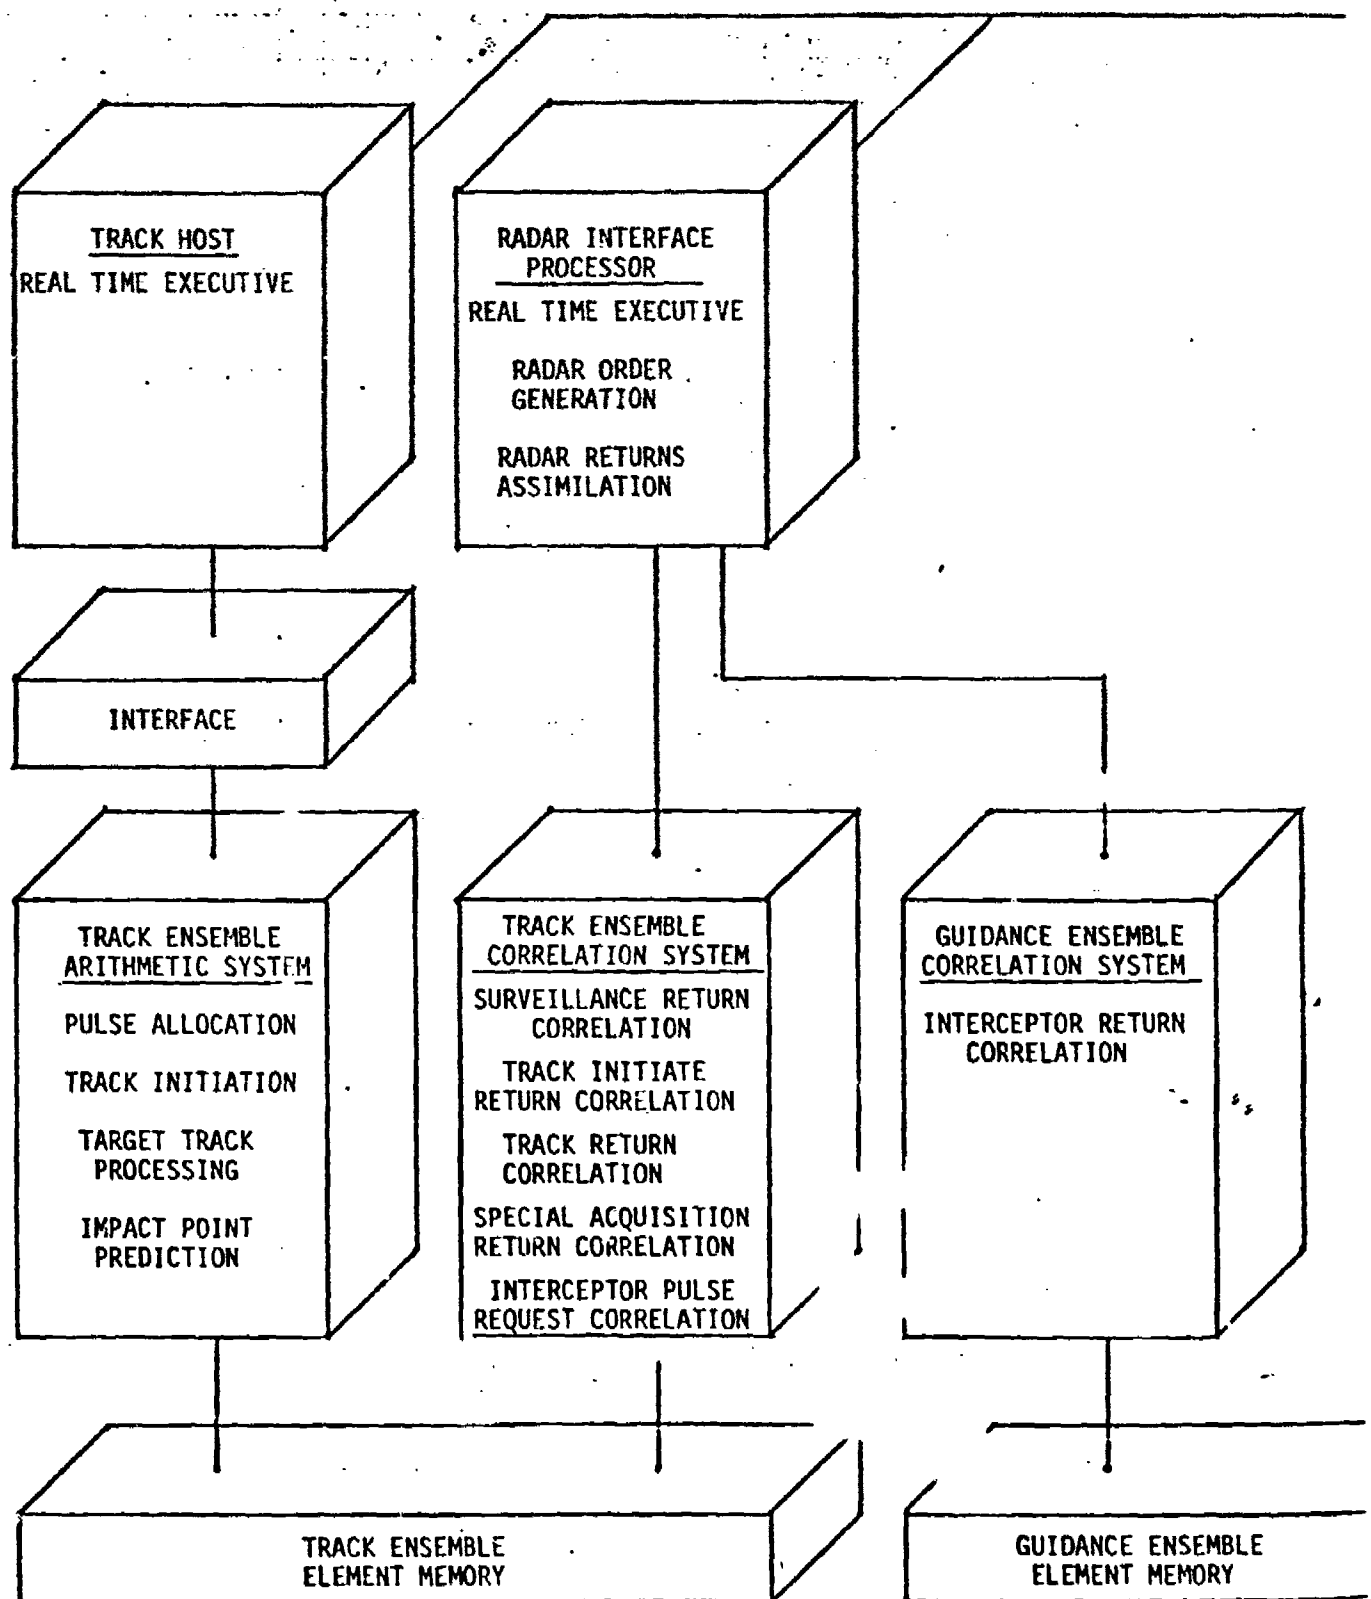 TRACK HOST
REAL TIME EXECUTIVE
RADAR INTERFACE
PROCESSOR
REAL TIME EXECUTIVE
RADAR ORDER
GENERATION
RADAR RETURNS
ASSIMILATION
INTERFACE
TRACK ENSEMBLE
ARITHMETIC SYSTEM
PULSE ALLOCATION
TRACK INITIATION
TARGET TRACK
PROCESSING
IMPACT POINT
PREDICTION
TRACK ENSEMBLE
CORRELATION SYSTEM
SURVEILLANCE RETURN
CORRELATION
TRACK INITIATE
RETURN CORRELATION
TRACK RETURN
CORRELATION
SPECIAL ACQUISITION
RETURN CORRELATION
INTERCEPTOR PULSE
REQUEST CORRELATION
GUIDANCE ENSEMBLE
CORRELATION SYSTEM
INTERCEPTOR RETURN
CORRELATION
TRACK ENSEMBLE
ELEMENT MEMORY
GUIDANCE ENSEMBLE
ELEMENT MEMORY